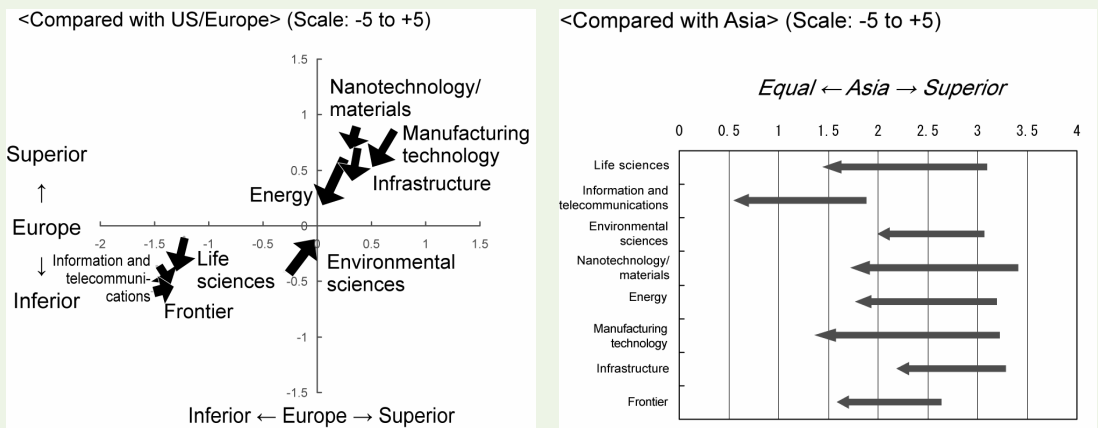 <Compared with US/Europe> (Scale: -5 to +5)
1.5
Nanotechnology/
materials
1
Manufacturing
technology
Superior
↑
Europe
↓
Inferior
0.5
Infrastructure
Energy
0
-2
-1.5
-1
-0.5
0
0.5
1
1.5
Information and
telecommuni-
cations
Life
sciences
Environmental
sciences
-0.5
Frontier
-1
-1.5
Inferior ← Europe → Superior
<Compared with Asia> (Scale: -5 to +5)
Equal ← Asia → Superior
0 0.5 1 1.5 2 2.5 3 3.5 4
Life sciences
Information and
telecommunications
Environmental
sciences
Nanotechnology/
materials
Energy
Manufacturing
technology
Infrastructure
Frontier